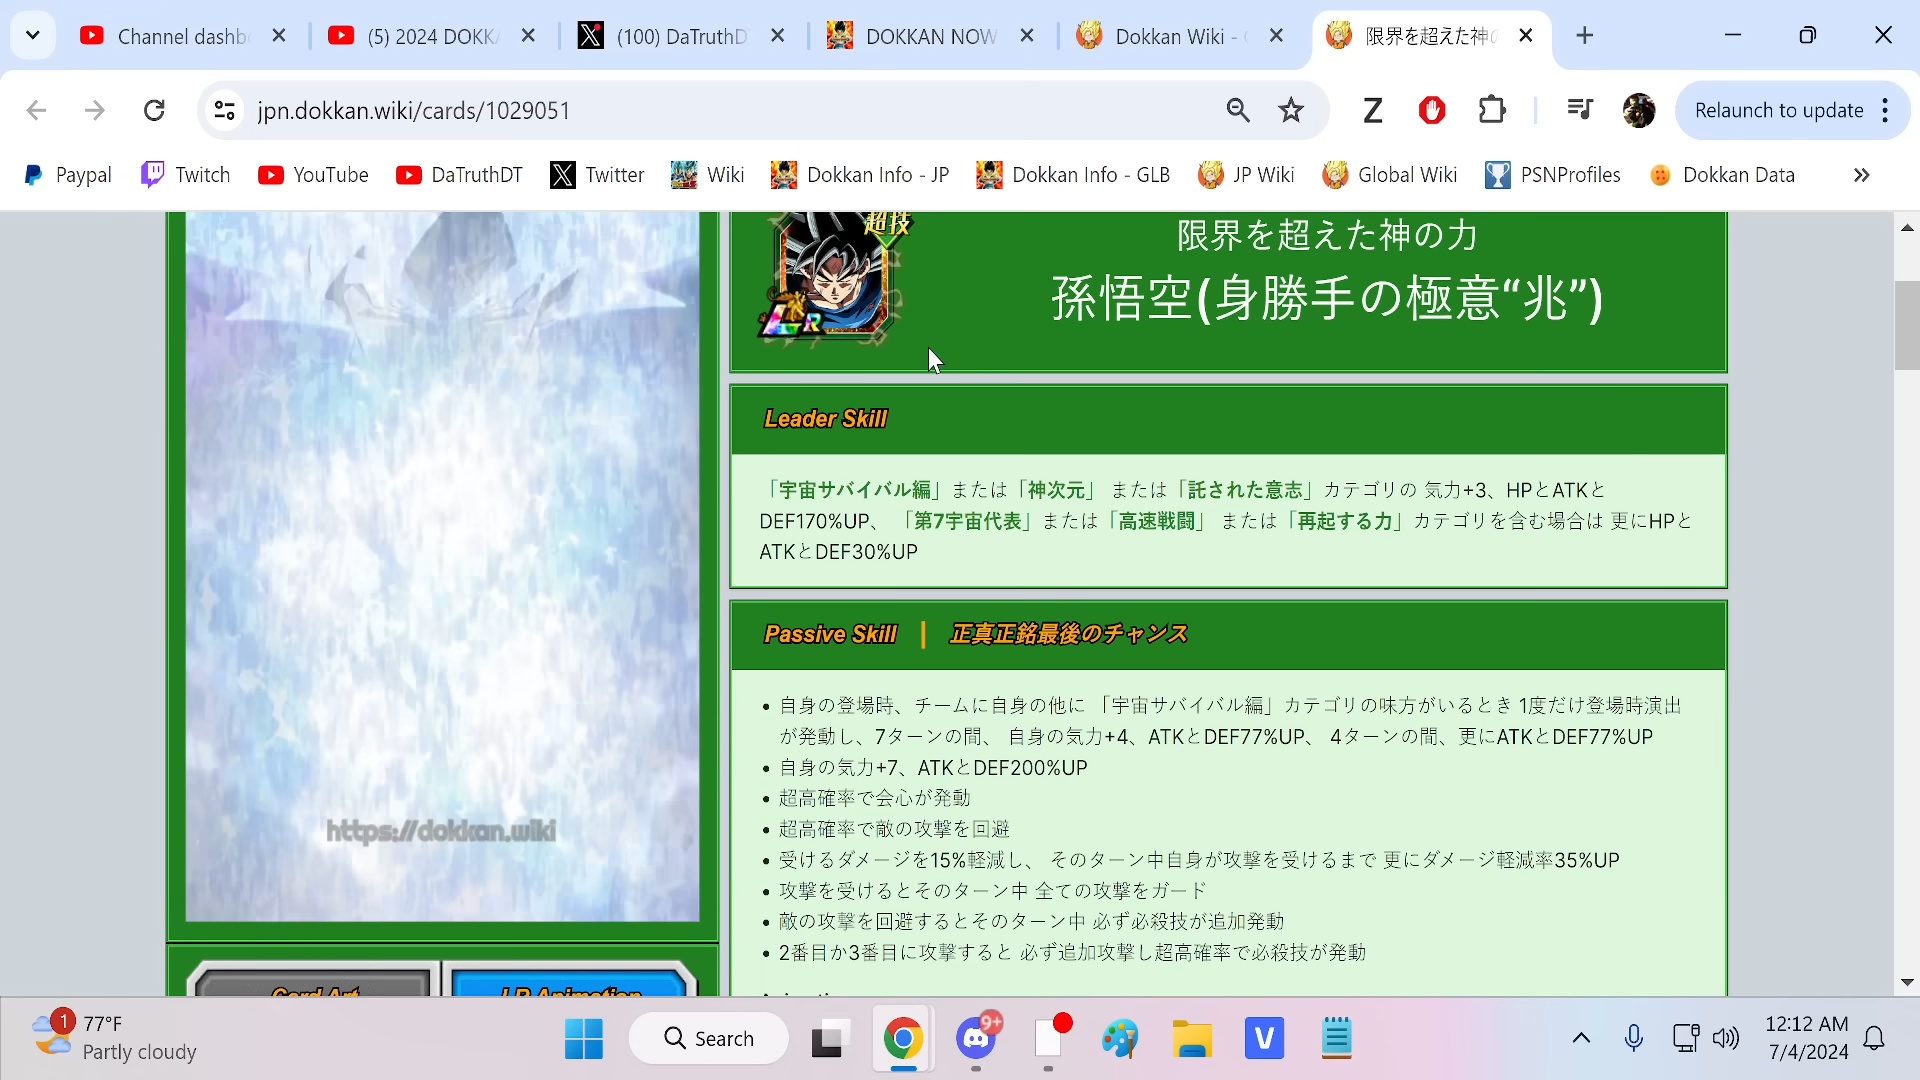 Channel dashb
(5) 2024 DOKKA
(100) DaTruthD
DOKKAN NOW
Dokkan Wiki -
限界を超えた神の
jpn.dokkan.wiki/cards/1029051
Relaunch to update
Paypal
Twitch
YouTube
DaTruthDT
Twitter
Wiki
Dokkan Info - JP
Dokkan Info - GLB
JP Wiki
Global Wiki
PSNProfiles
Dokkan Data
超技
LR
限界を超えた神の力
孫悟空(身勝手の極意“兆”)
Leader Skill
「宇宙サバイバル編」または「神次元」 または「託された意志」カテゴリの 気力+3、HPとATKと
DEF170%UP、 「第7宇宙代表」または「高速戦闘」 または「再起する力」カテゴリを含む場合は 更にHPと
ATKとDEF30%UP
Passive Skill | 正真正銘最後のチャンス
• 自身の登場時、チームに自身の他に 「宇宙サバイバル編」カテゴリの味方がいるとき 1度だけ登場時演出
が発動し、7ターンの間、 自身の気力+4、ATKとDEF77%UP、 4ターンの間、更にATKとDEF77%UP
• 自身の気力+7、ATKとDEF200%UP
• 超高確率で会心が発動
• 超高確率で敵の攻撃を回避
• 受けるダメージを15%軽減し、 そのターン中自身が攻撃を受けるまで 更にダメージ軽減率35%UP
• 攻撃を受けるとそのターン中 全ての攻撃をガード
• 敵の攻撃を回避するとそのターン中 必ず必殺技が追加発動
• 2番目か3番目に攻撃すると 必ず追加攻撃し超高確率で必殺技が発動
https://dokkan.wiki
Card Art
LR Animation
1
77°F
Partly cloudy
Search
9+
12:12 AM
7/4/2024